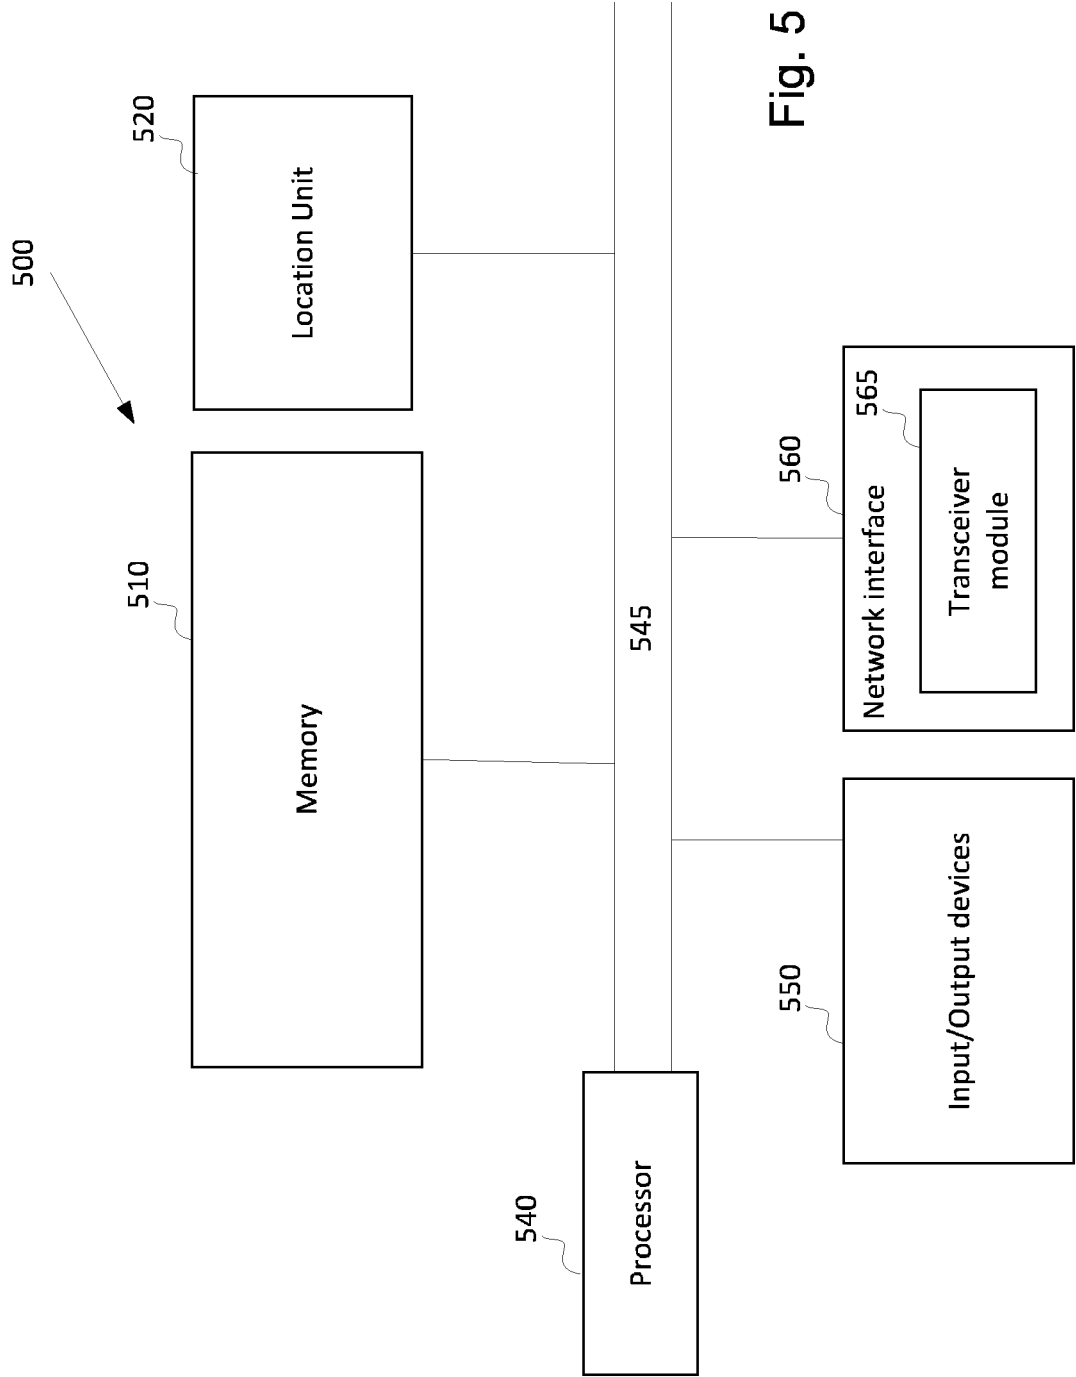 500
510
520
Memory
Location Unit
540
Processor
545
550
560
Network interface
565
Input/Output devices
Transceiver
module
Fig. 5